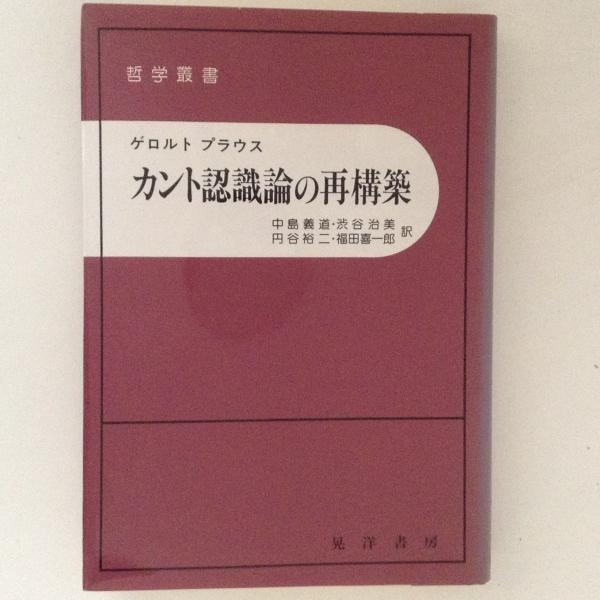 哲学叢書
ゲロルト プラウス
カント認識論の再構築
中島義道・渋谷治美
円谷裕二・福田喜一郎 訳
晃洋書房